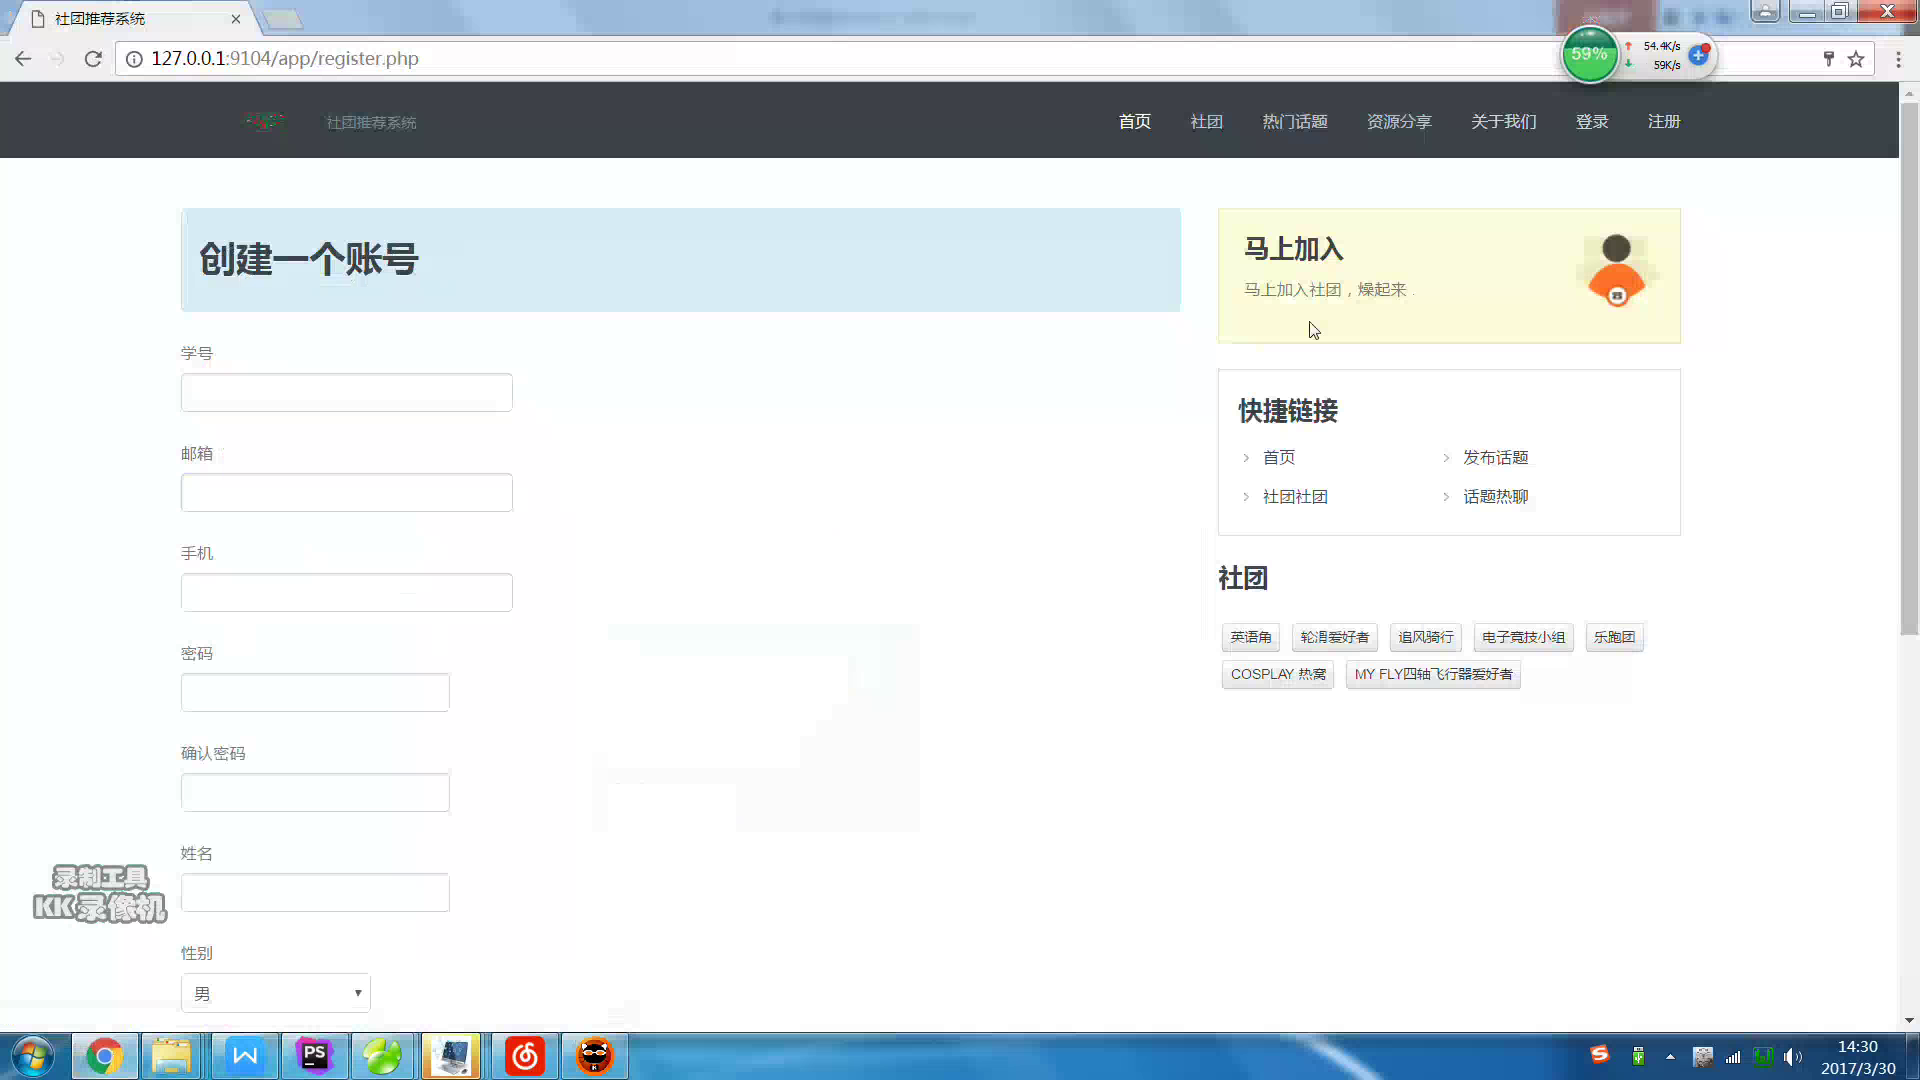 社团推荐系统
127.0.0.1:9104/app/register.php
59%
54.4K/s
59K/s
社团推荐系统
首页 社团 热门话题 资源分享 关于我们 登录 注册
创建一个账号
学号
邮箱
手机
密码
确认密码
姓名
性别
男
马上加入
马上加入社团，燥起来.
快捷链接
首页 发布话题
社团社团 话题热聊
社团
英语角 轮滑爱好者 追风骑行 电子竞技小组 乐跑团
COSPLAY 热窝 MY FLY四轴飞行器爱好者
录制工具
KK录像机
PS
14:30
2017/3/30